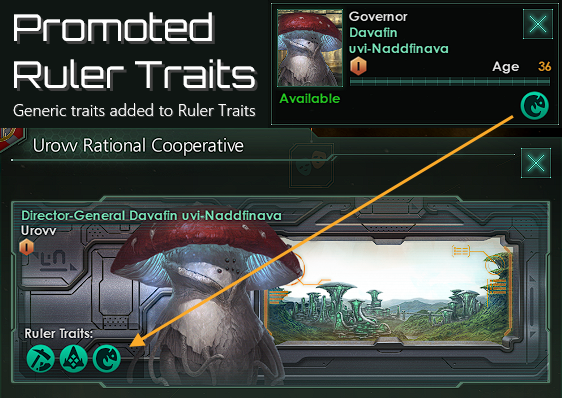 Promoted
Ruler Traits
Generic traits added to Ruler Traits
Governor
Davafin
uvi-Naddfinava
I
Age 36
Available
Urovv Rational Cooperative
Director-General Davafin uvi-Naddfinava
Urovv
I
Ruler Traits: